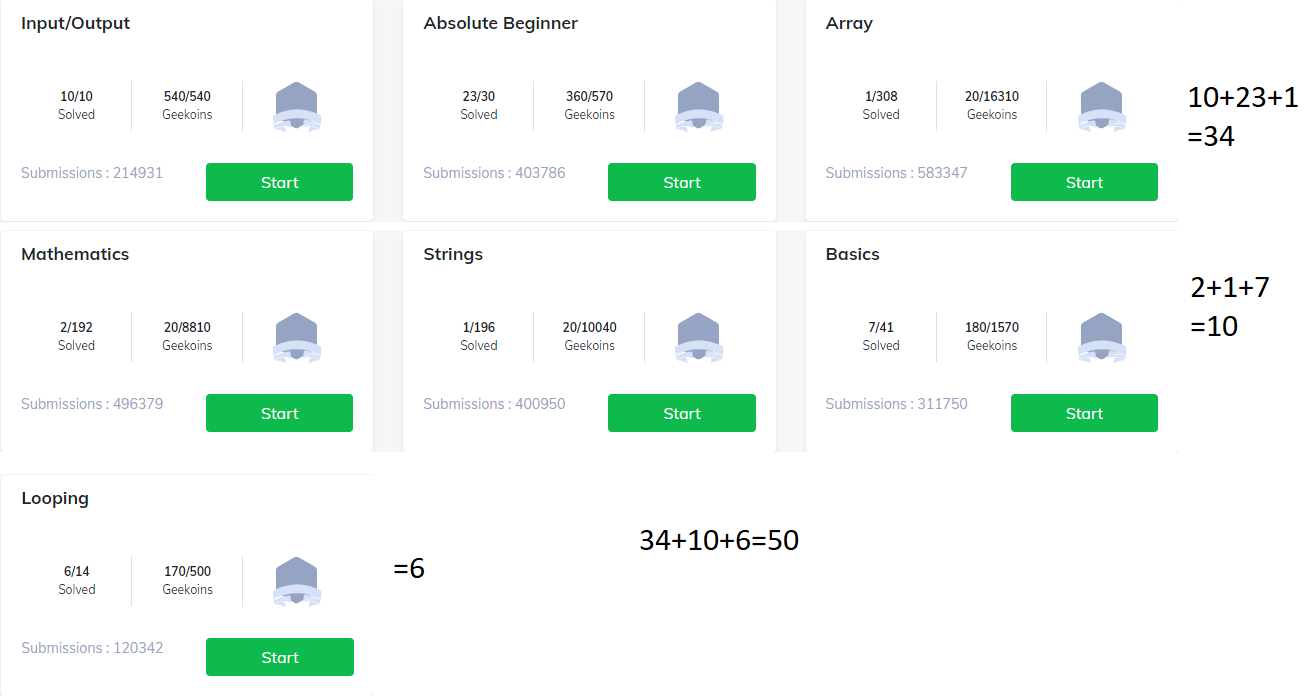 Input/Output
Absolute Beginner
Array
10/10
540/540
23/30
360/570
1/308
20/16310
Solved
Geekoins
Solved
Geekoins
Solved
Geekoins
10+23+1
=34
Submissions : 214931
Start
Submissions : 403786
Start
Submissions : 583347
Start
Mathematics
Strings
Basics
2/192
20/8810
1/196
20/10040
7/41
180/1570
Solved
Geekoins
Solved
Geekoins
Solved
Geekoins
2+1+7
=10
Submissions : 496379
Start
Submissions : 400950
Start
Submissions : 311750
Start
Looping
6/14
170/500
Solved
Geekoins
=6
34+10+6=50
Submissions : 120342
Start